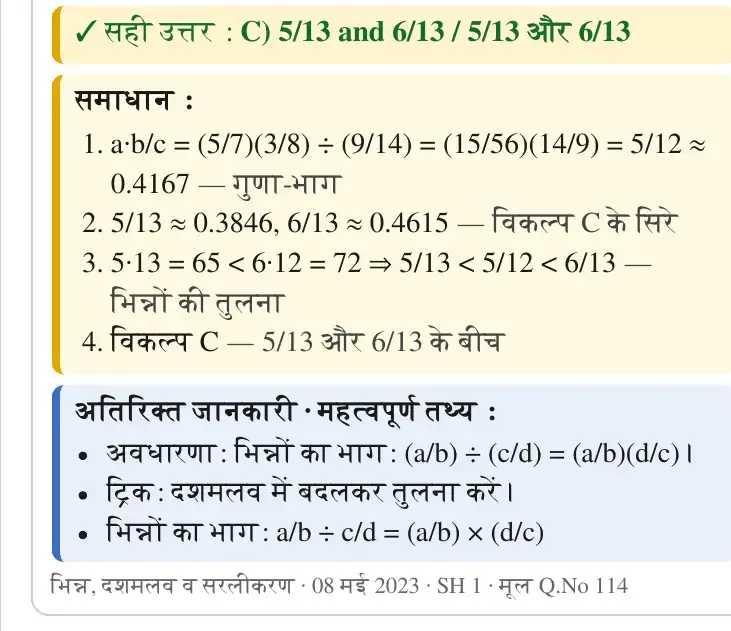 ✓ सही उत्तर : C) 5/13 and 6/13 / 5/13 और 6/13
समाधान :
1. a·b/c = (5/7)(3/8) ÷ (9/14) = (15/56)(14/9) = 5/12 ≈
0.4167 — गुणा-भाग
2. 5/13 ≈ 0.3846, 6/13 ≈ 0.4615 — विकल्प C के सिरे
3. 5·13 = 65 < 6·12 = 72 ⇒ 5/13 < 5/12 < 6/13 —
भिन्नों की तुलना
4. विकल्प C — 5/13 और 6/13 के बीच
अतिरिक्त जानकारी · महत्वपूर्ण तथ्य :
• अवधारणा : भिन्नों का भाग : (a/b) ÷ (c/d) = (a/b)(d/c)।
• ट्रिक : दशमलव में बदलकर तुलना करें।
• भिन्नों का भाग : a/b ÷ c/d = (a/b) × (d/c)
भिन्न, दशमलव व सरलीकरण · 08 मई 2023 · SH 1 · मूल Q.No 114